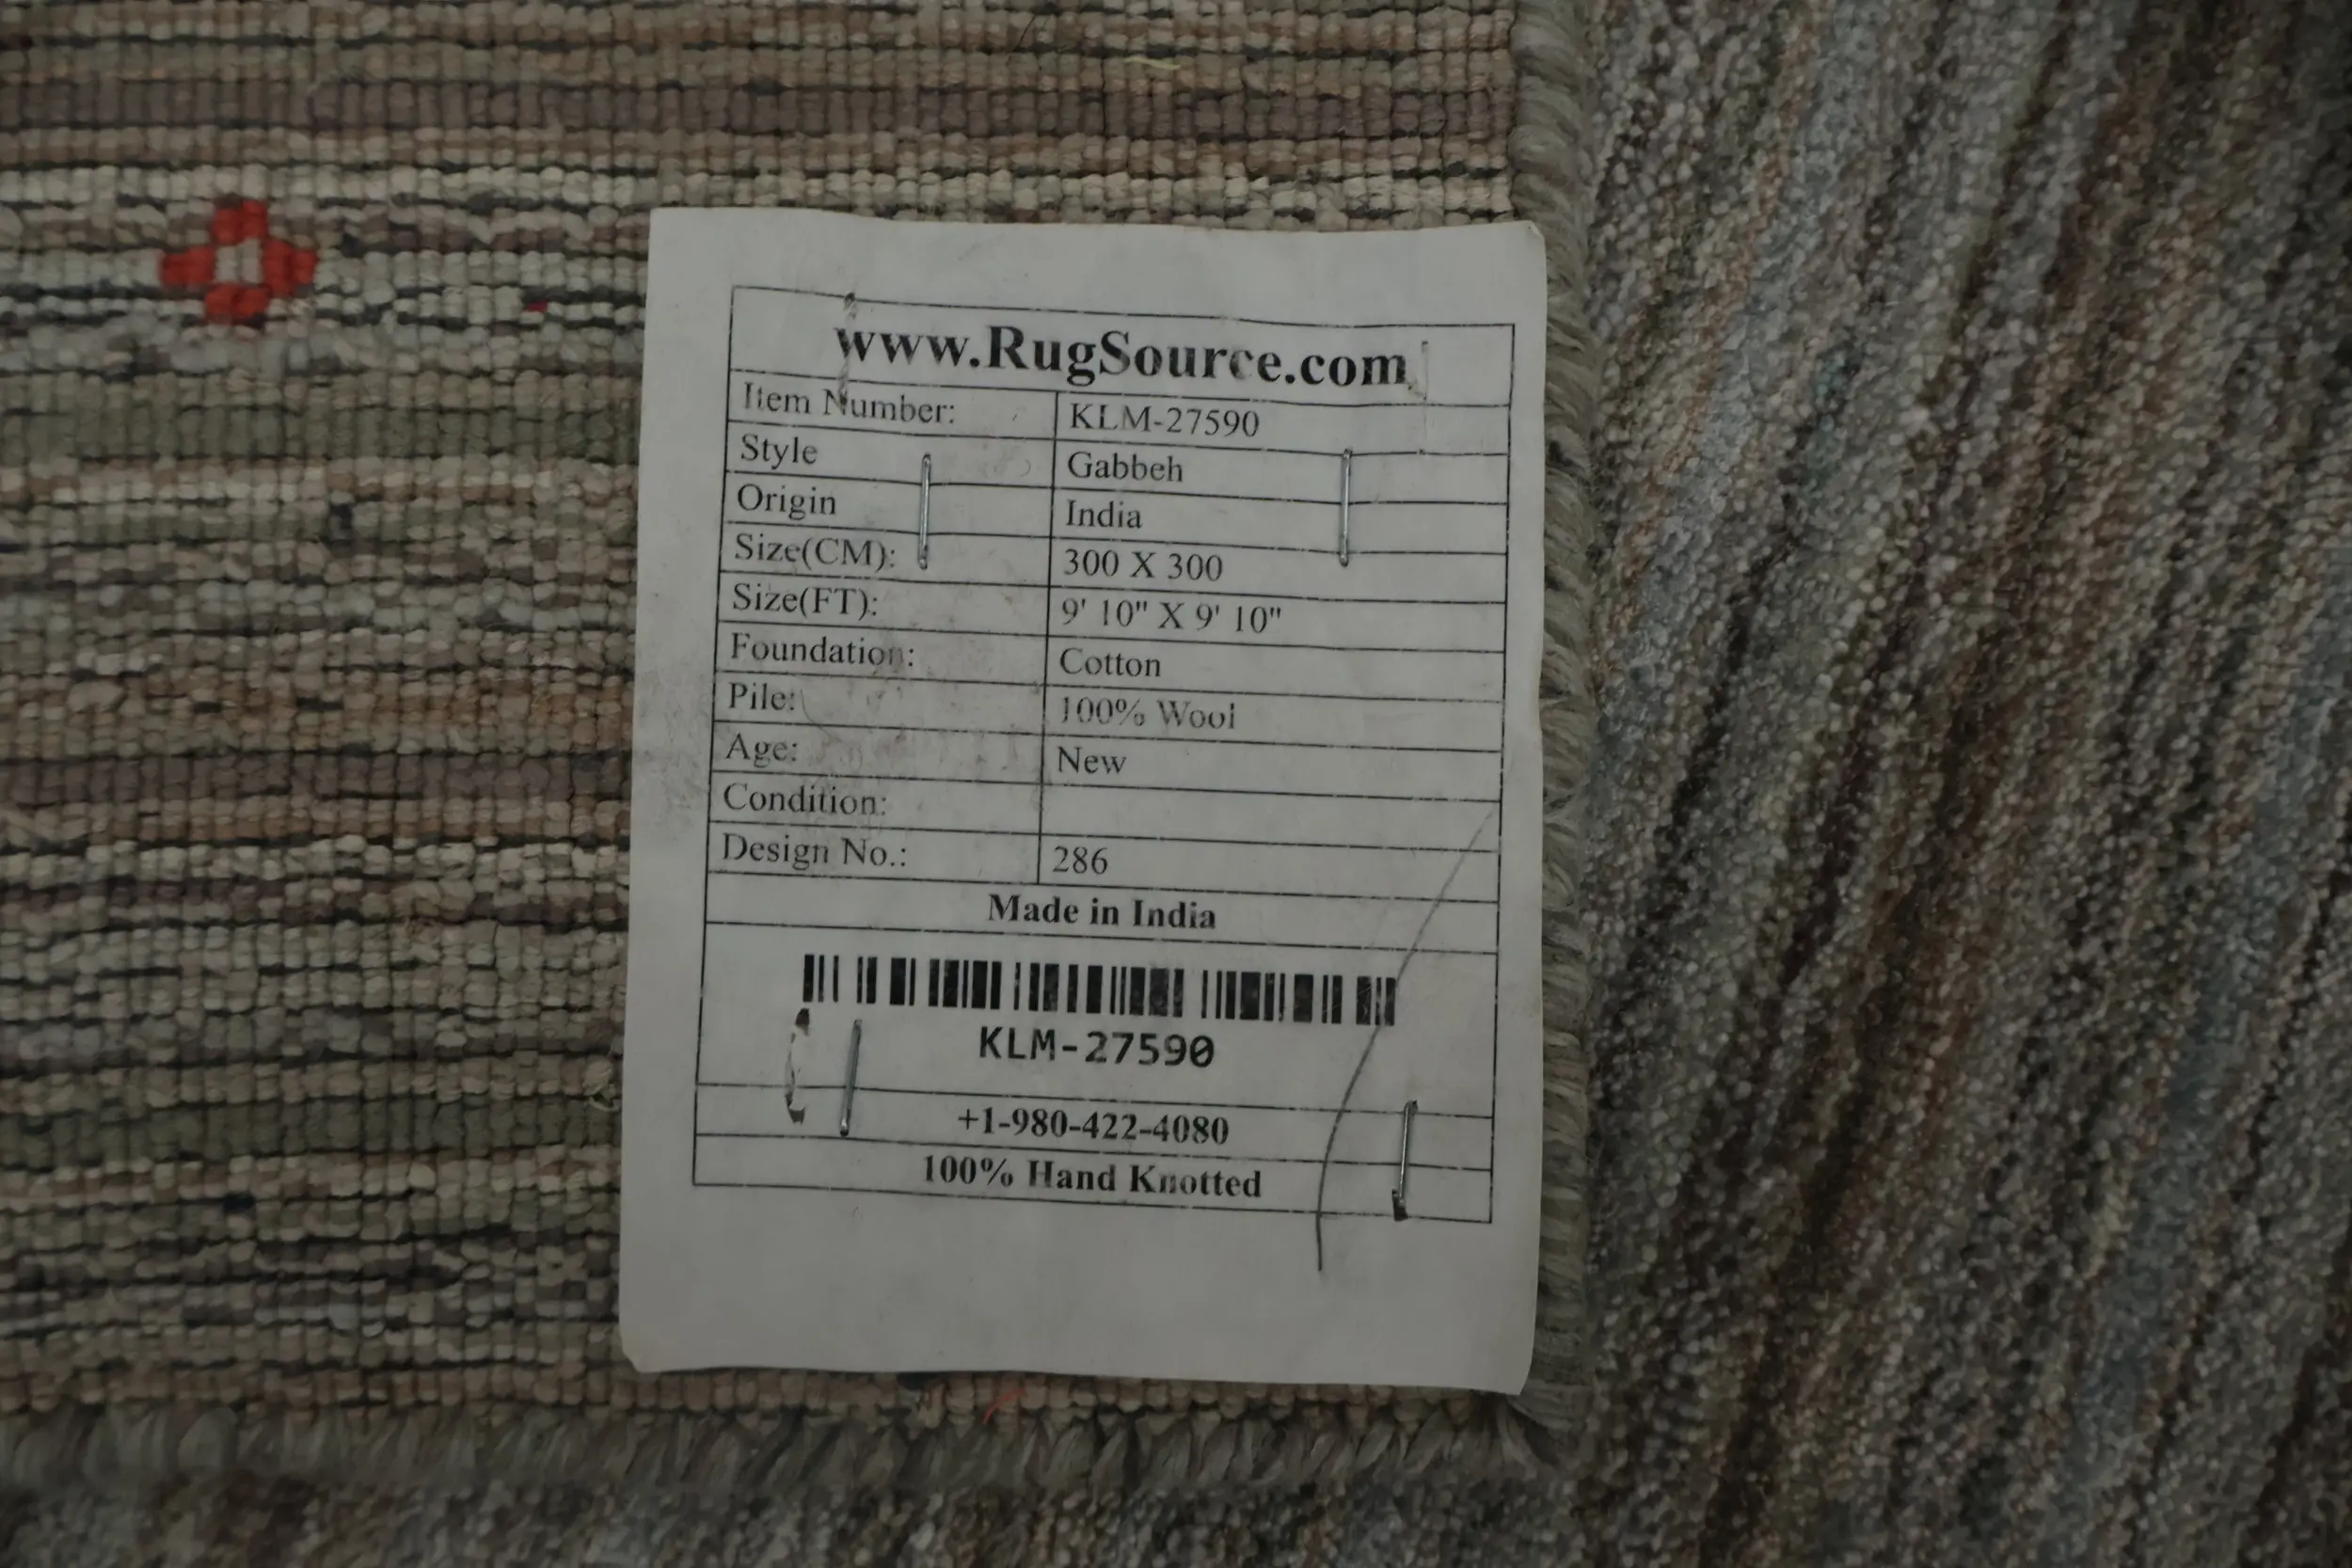 www.RugSource.com
Item Number: KLM-27590
Style Gabbeh
Origin India
Size(CM): 300 X 300
Size(FT): 9' 10" X 9' 10"
Foundation: Cotton
Pile: 100% Wool
Age: New
Condition:
Design No.: 286
Made in India
KLM-27590
+1-980-422-4080
100% Hand Knotted